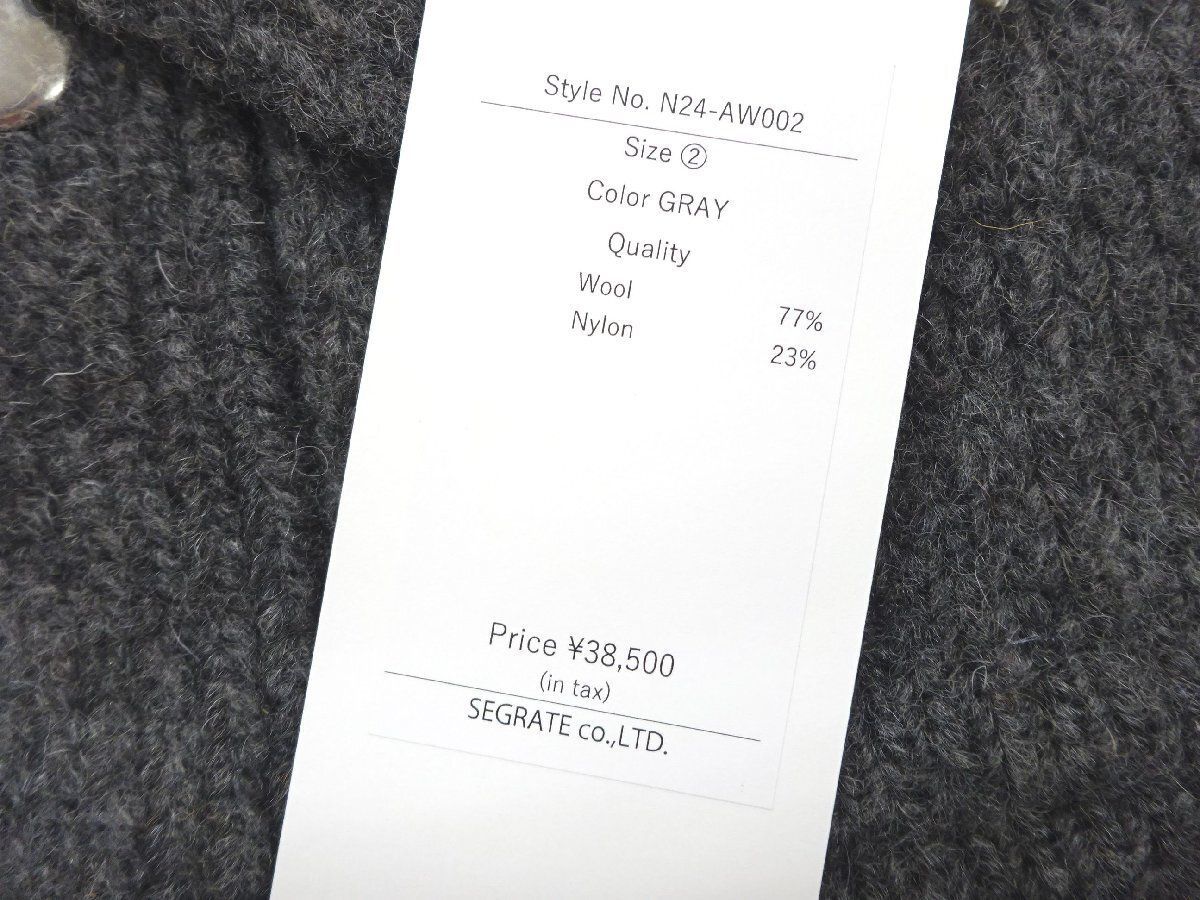 Style No. N24-AW002
Size ②
Color GRAY
Quality
Wool 77%
Nylon 23%
Price ¥38,500
(in tax)
SEGRATE co.,LTD.